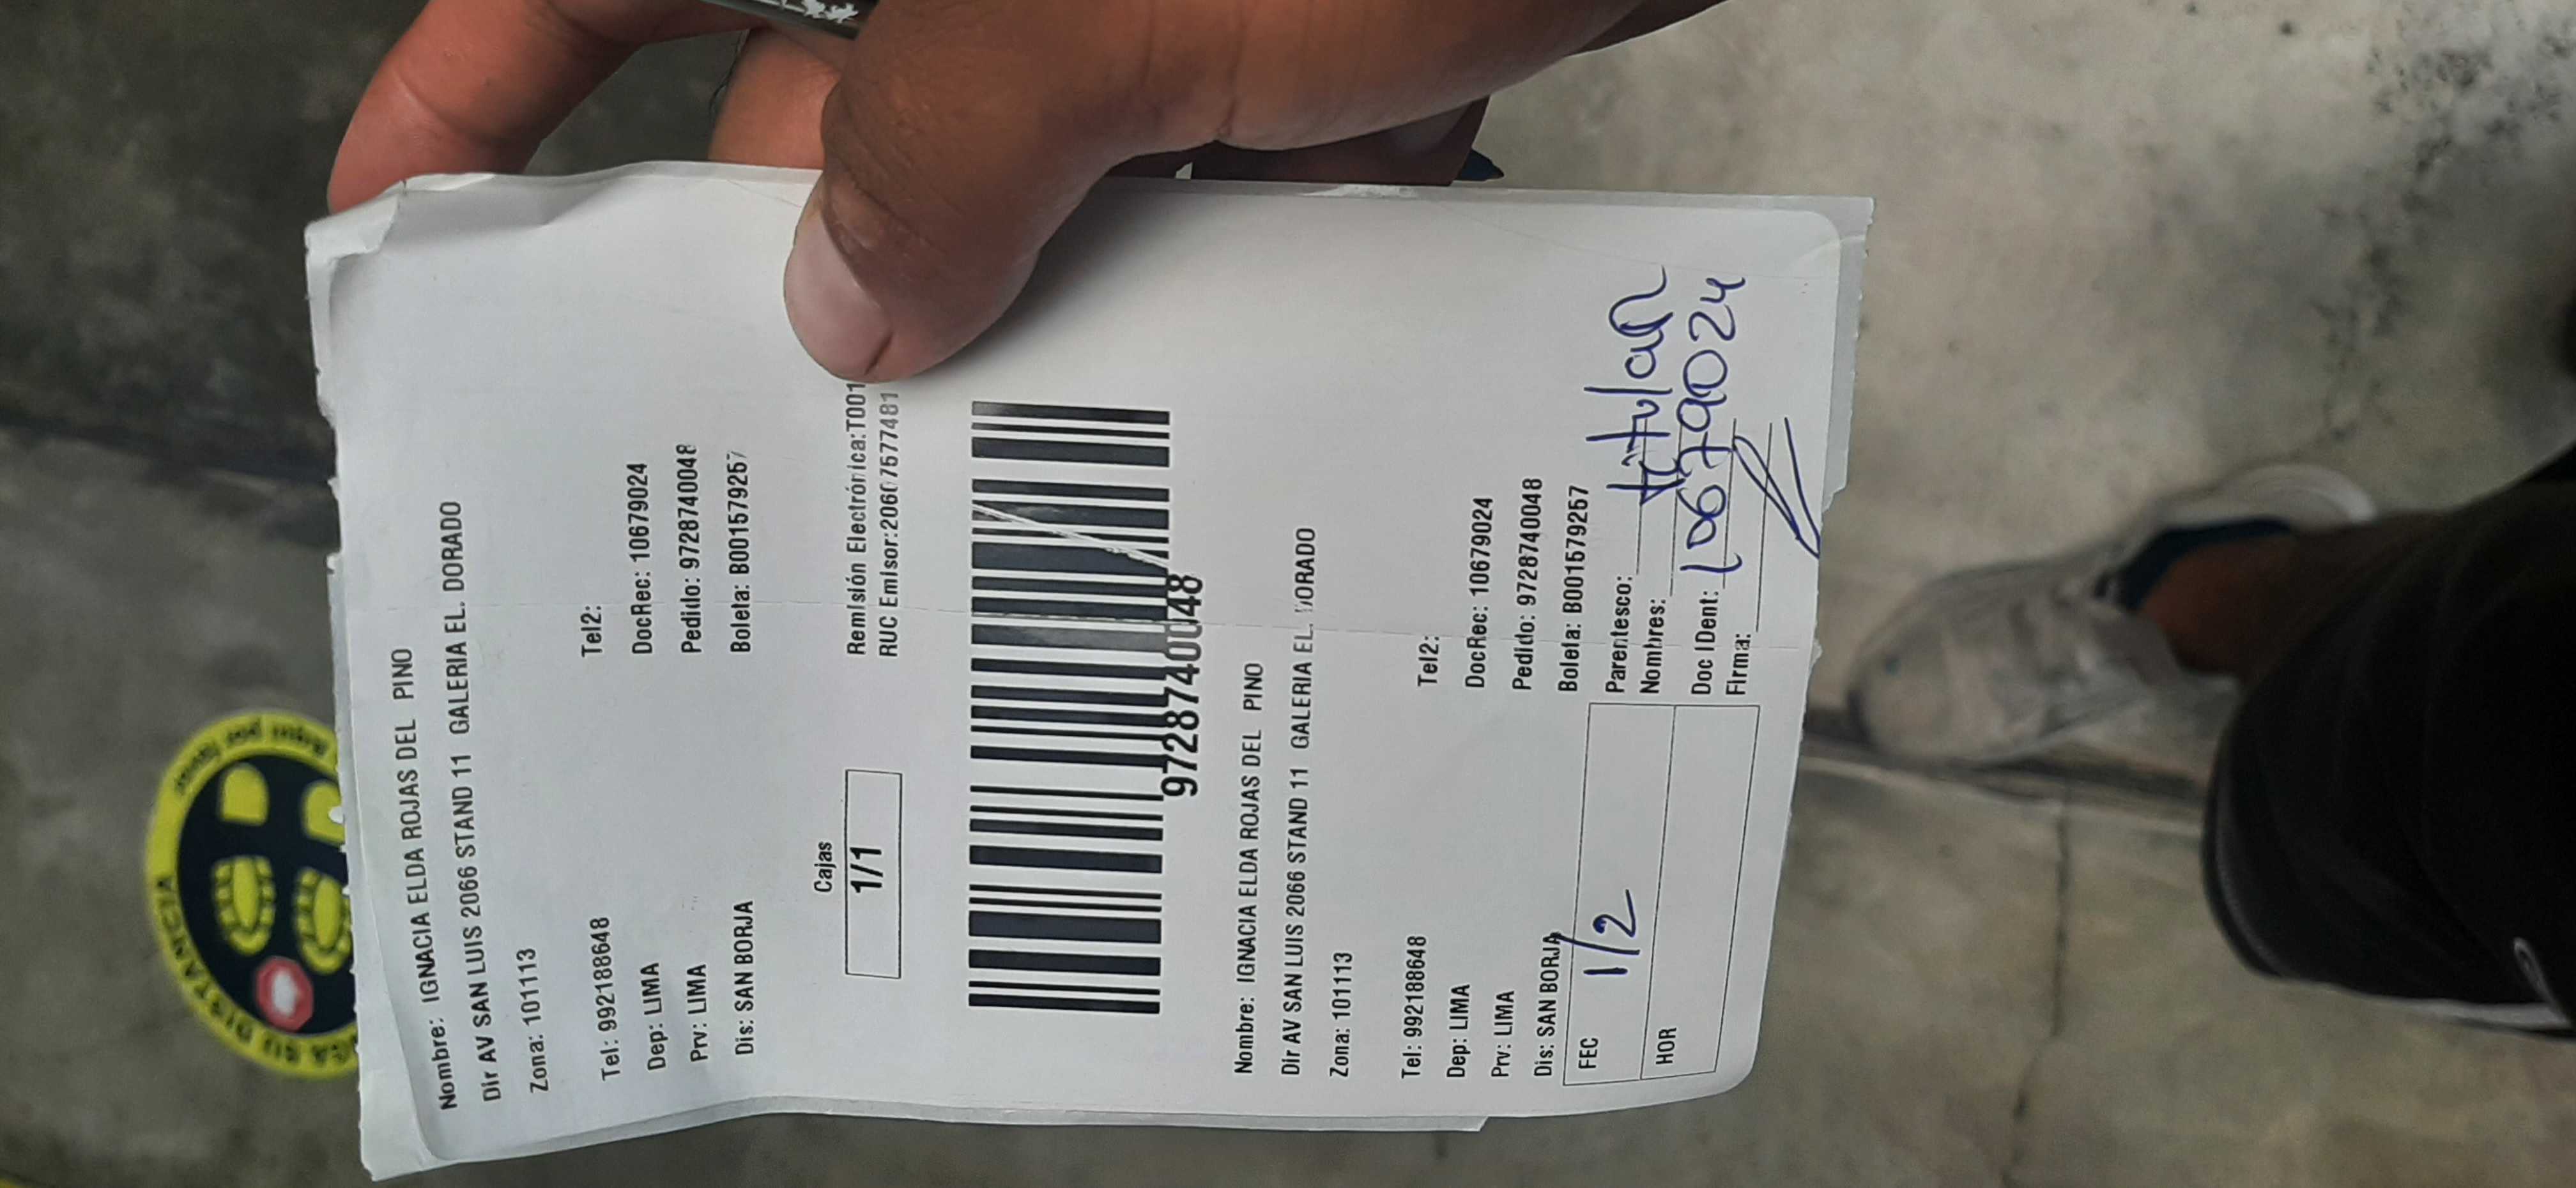 Nombre: IGNACIA ELDA ROJAS DEL PINO
Dir AV SAN LUIS 2066 STAND 11 GALERIA EL. DORADO
Zona: 101113
Tel: 992188648 Tel2:
Dep: LIMA DocRec: 10679024
Prv: LIMA Pedido: 9728740048
Dis: SAN BORJA Boleta: B001579267
Cajas
1/1
Remisión Electrónica:T001
RUC Emisor:20607577481
9728740048
Nombre: IGNACIA ELDA ROJAS DEL PINO
Dir AV SAN LUIS 2066 STAND 11 GALERIA EL. DORADO
Zona: 101113
Tel: 992188648 Tel2:
Dep: LIMA DocRec: 10679024
Prv: LIMA Pedido: 9728740048
Dis: SAN BORJA Boleta: B001579267
FEC 1/2
HOR
Parentesco: titular
Nombres:
Doc IDent: 10679024
Firma:
DISTANCIA